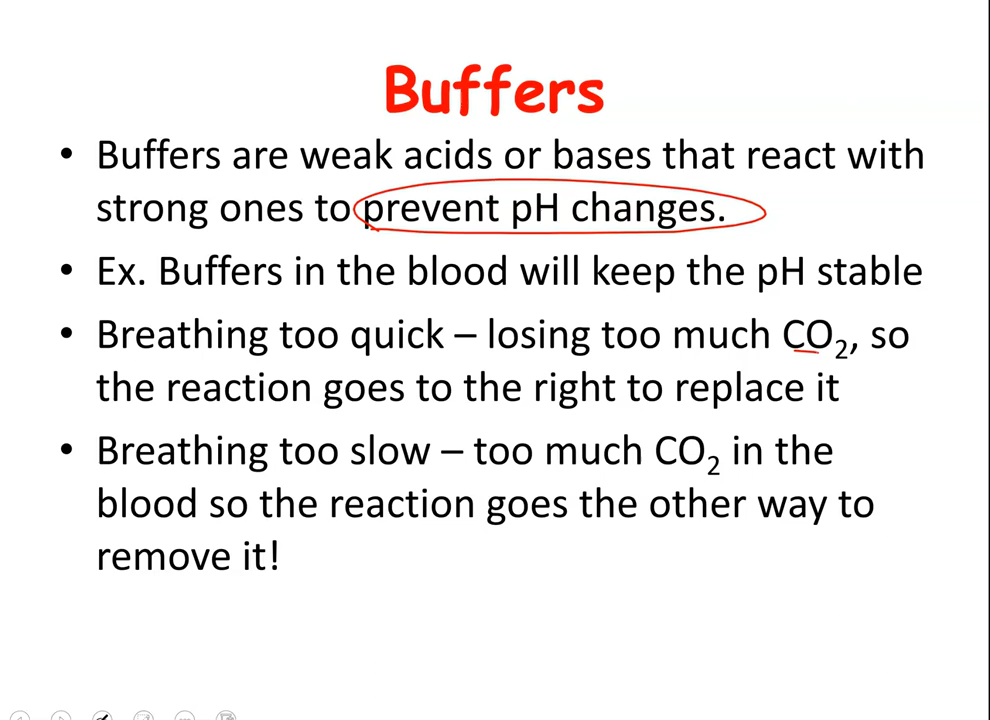 Buffers
• Buffers are weak acids or bases that react with
strong ones to prevent pH changes.
• Ex. Buffers in the blood will keep the pH stable
• Breathing too quick – losing too much CO₂, so
the reaction goes to the right to replace it
• Breathing too slow – too much CO₂ in the
blood so the reaction goes the other way to
remove it!